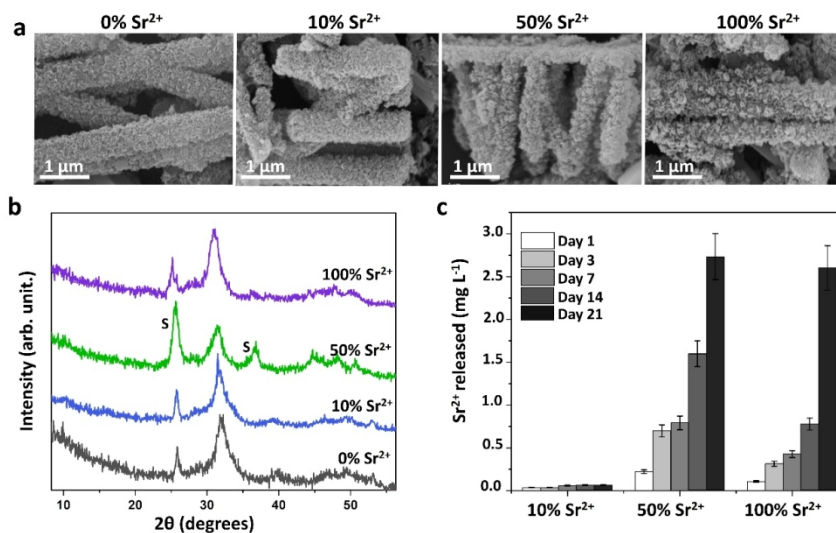 a
0% Sr²⁺
10% Sr²⁺
50% Sr²⁺
100% Sr²⁺
1 µm
1 µm
1 µm
1 µm
b
Intensity (arb. unit.)
100% Sr²⁺
S
S
50% Sr²⁺
10% Sr²⁺
0% Sr²⁺
10 20 30 40 50
2θ (degrees)
c
Sr²⁺ released (mg L⁻¹)
3.0
2.5
2.0
1.5
1.0
0.5
0.0
Day 1
Day 3
Day 7
Day 14
Day 21
10% Sr²⁺ 50% Sr²⁺ 100% Sr²⁺